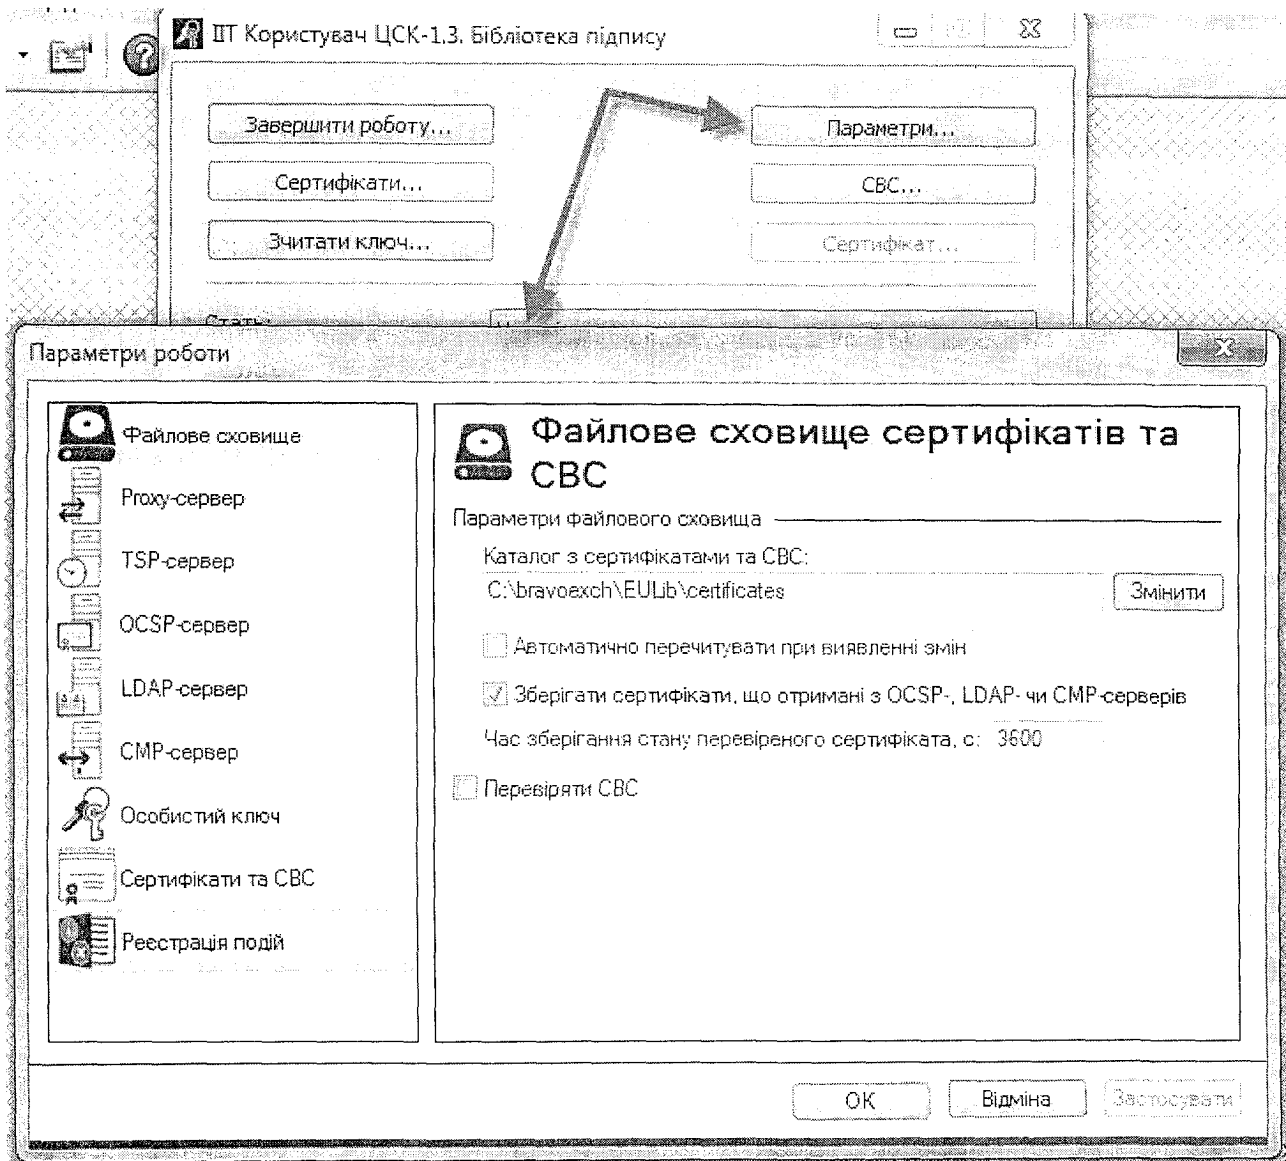 ІІТ Користувач ЦСК-1.3. Бібліотека підпису
Завершити роботу...
Параметри...
Сертифікати...
СВС...
Зчитати ключ...
Сертифікат...
Параметри роботи
Файлове сховище
Proxy-сервер
TSP-сервер
OCSP-сервер
LDAP-сервер
CMP-сервер
Особистий ключ
Сертифікати та СВС
Реєстрація подій
Файлове сховище сертифікатів та
СВС
Параметри файлового сховища
Каталог з сертифікатами та СВС:
C:\bravoexch\EULib\certificates
Змінити
Автоматично перечитувати при виявленні змін
Зберігати сертифікати, що отримані з OCSP-, LDAP- чи CMP-серверів
Час зберігання стану перевіреного сертифіката, с: 3600
Перевіряти СВС
OK
Відміна
Застосувати